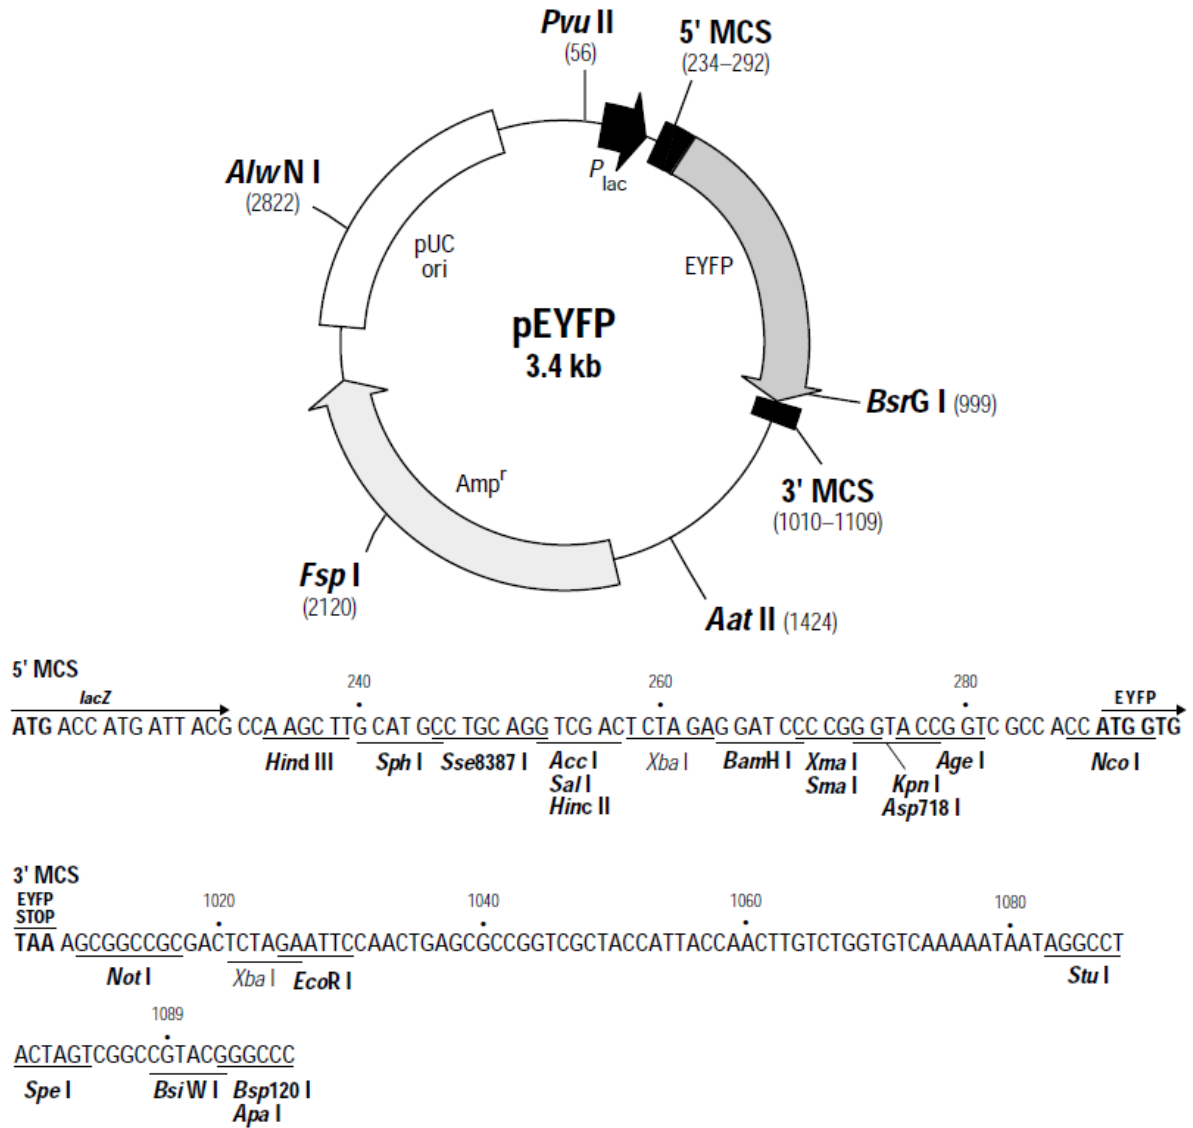 Pvu II
(56)
5' MCS
(234–292)
AlwN I
(2822)
P lac
pUC
ori
EYFP
pEYFP
3.4 kb
BsrG I (999)
3' MCS
(1010–1109)
Amp r
Fsp I
(2120)
Aat II (1424)
5' MCS
lacZ 240 260 280 EYFP
ATG ACC ATG ATT ACG CCA AGC TTG CAT GCC TGC AGG TCG ACT CTA GAG GAT CCC CGG GTA CCG GTC GCC ACC ATG GTG
Hind III Sph I Sse8387 I Acc I Xba I BamH I Xma I Age I Nco I
Sal I Sma I Kpn I
Hinc II Asp718 I
3' MCS
EYFP
STOP 1020 1040 1060 1080
TAA AGCGGCCGCGACTCTAGAATTCCAACTGAGCGCCGGTCGCTACCATTACCAACTTGTCTGGTGTCAAAAATAATAGGCCT
Not I Xba I EcoR I Stu I
1089
ACTAGTCGGCCGTACGGGCCC
Spe I BsiW I Bsp120 I
Apa I